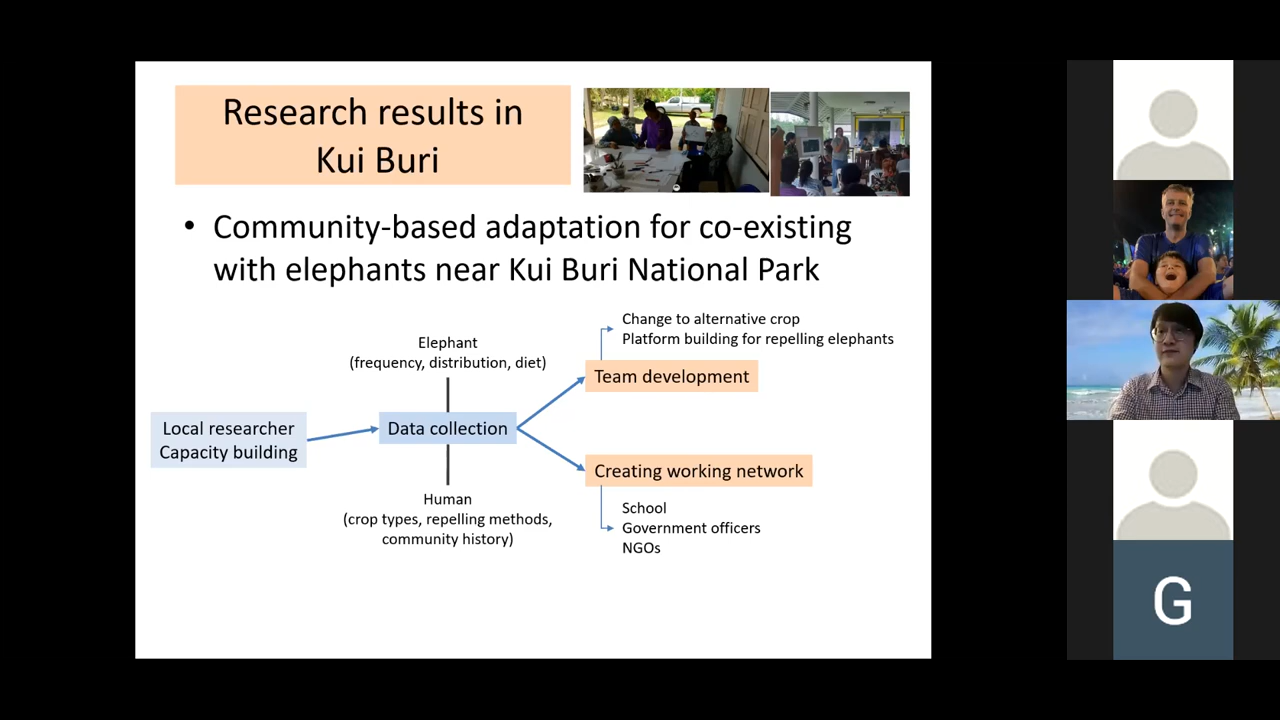 Research results in
Kui Buri
• Community-based adaptation for co-existing
with elephants near Kui Buri National Park
Change to alternative crop
Platform building for repelling elephants
Elephant
(frequency, distribution, diet)
Team development
Local researcher
Capacity building
Data collection
Creating working network
Human
(crop types, repelling methods,
community history)
School
Government officers
NGOs
G